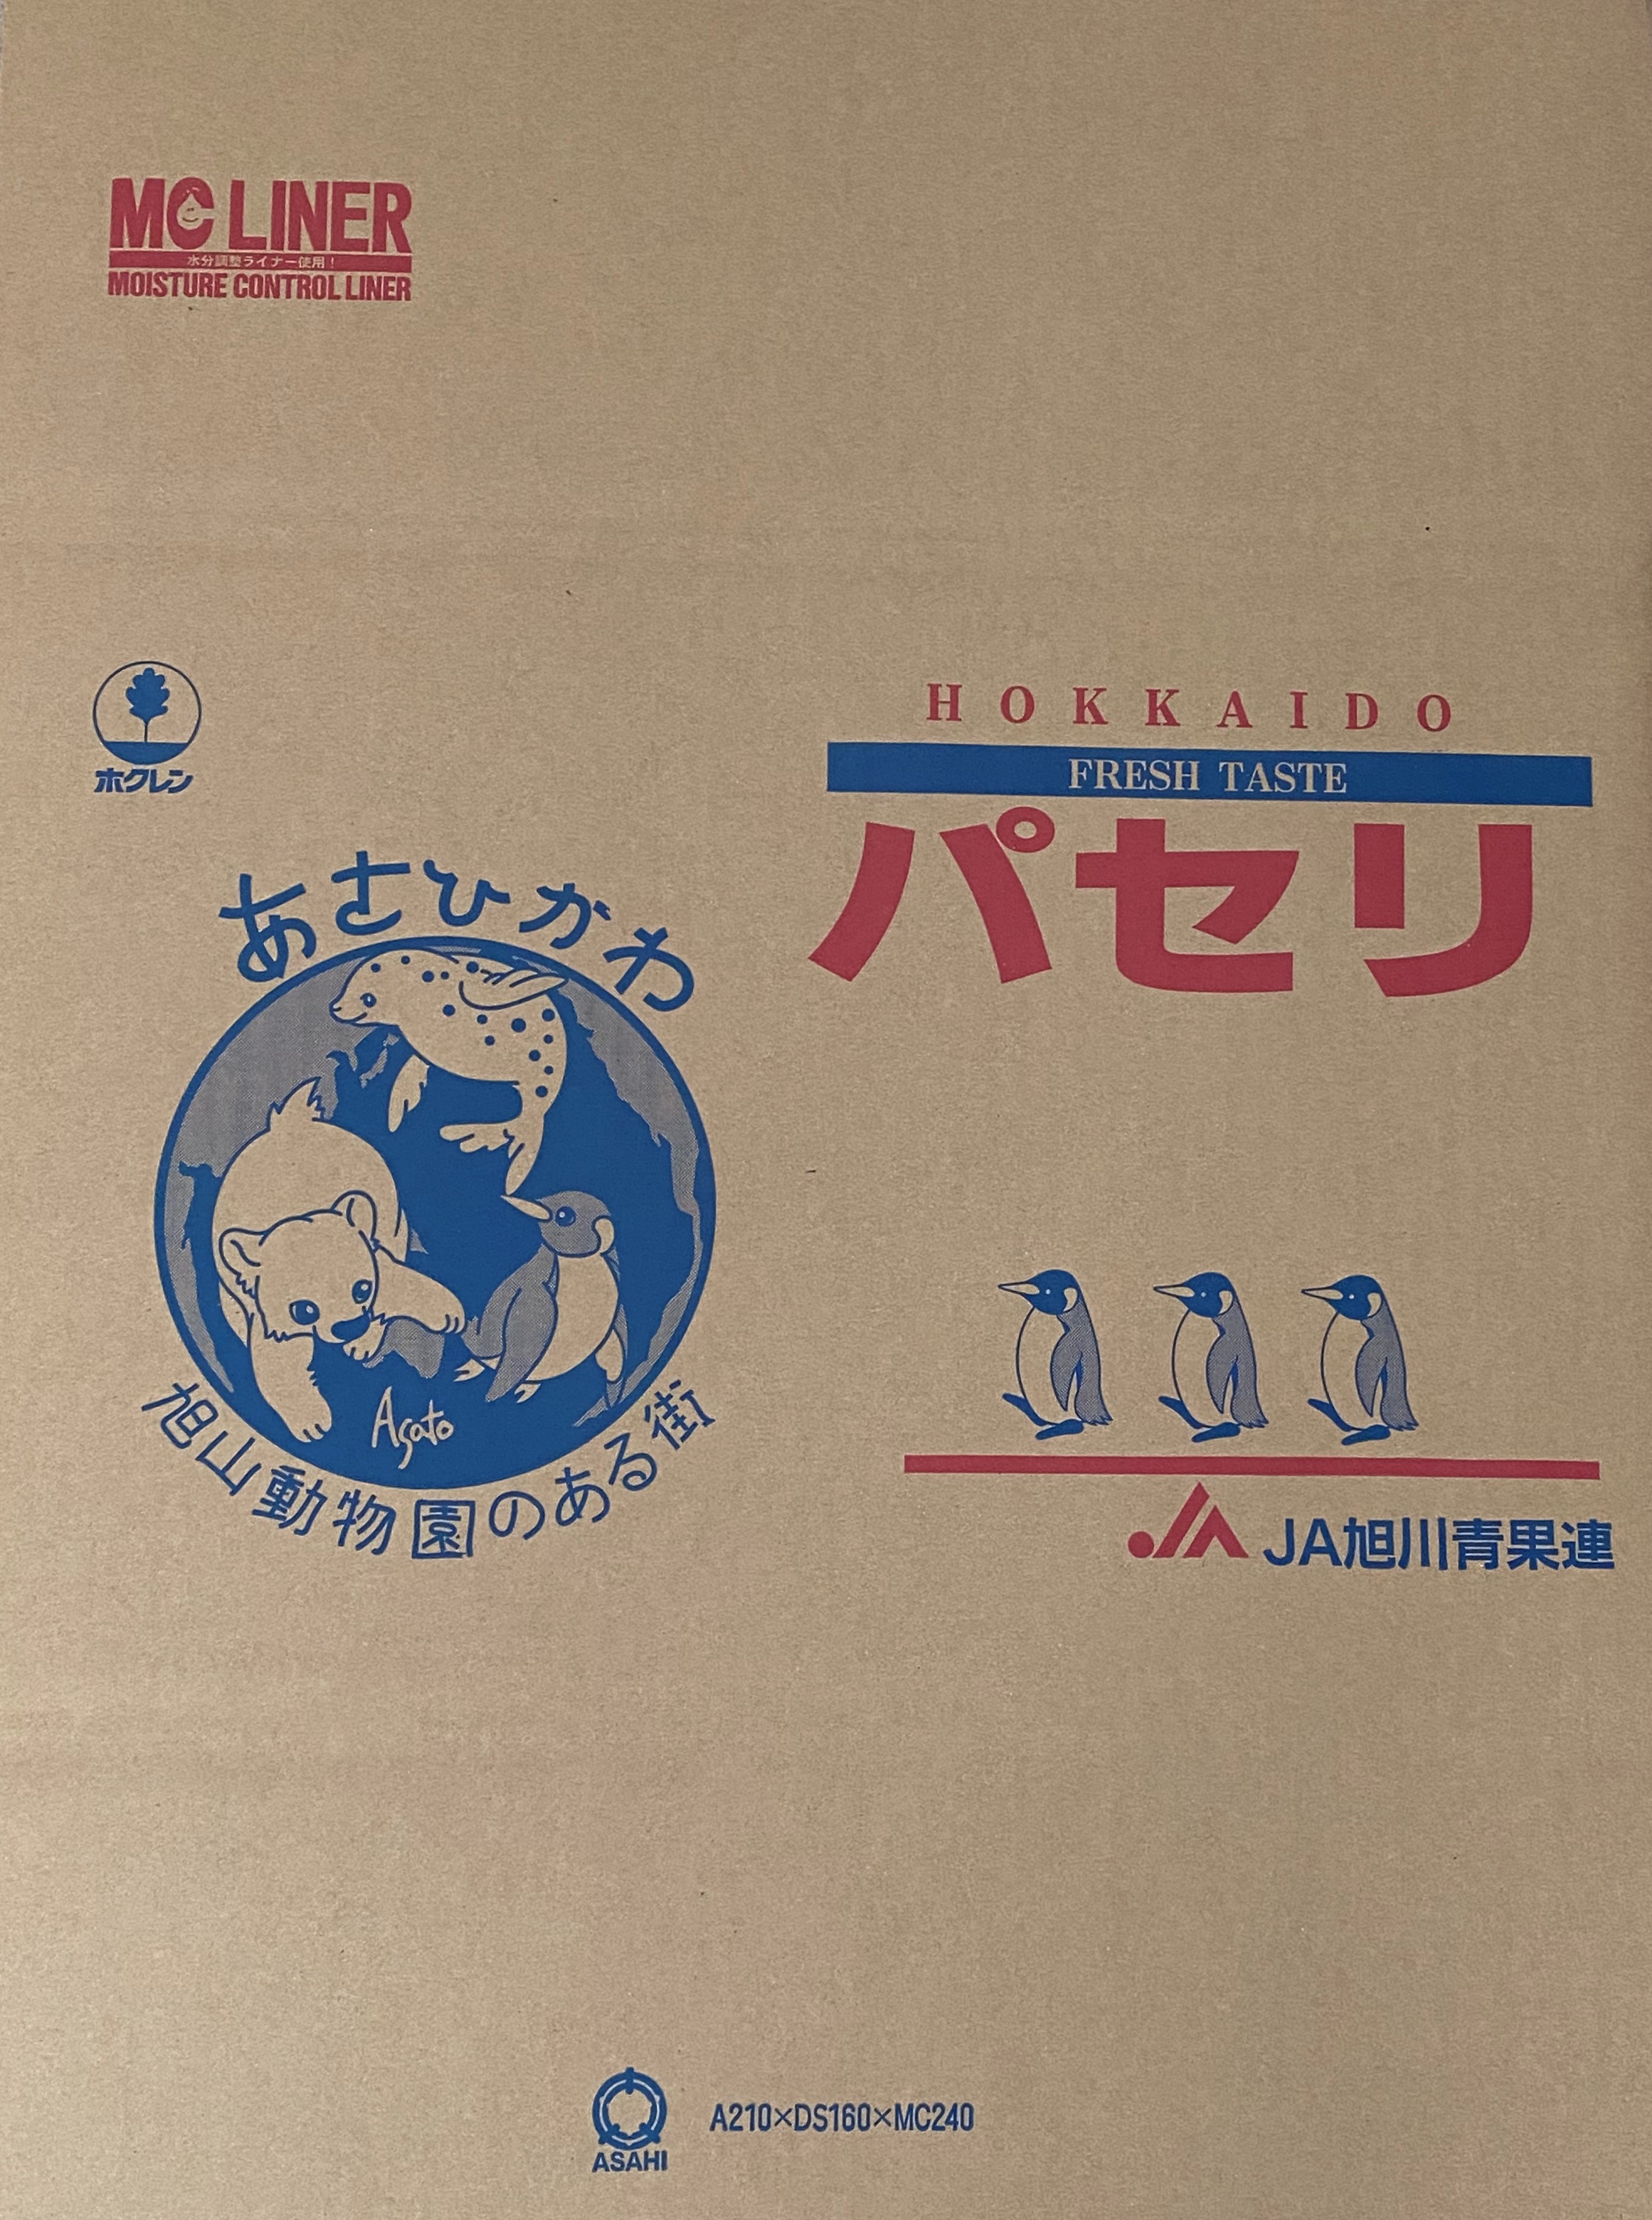 MC LINER
水分調整ライナー使用！
MOISTURE CONTROL LINER
ホクレン
HOKKAIDO
FRESH TASTE
パセリ
あさひかわ
Asato
旭山動物園のある街
JA旭川青果連
ASAHI
A210×DS160×MC240